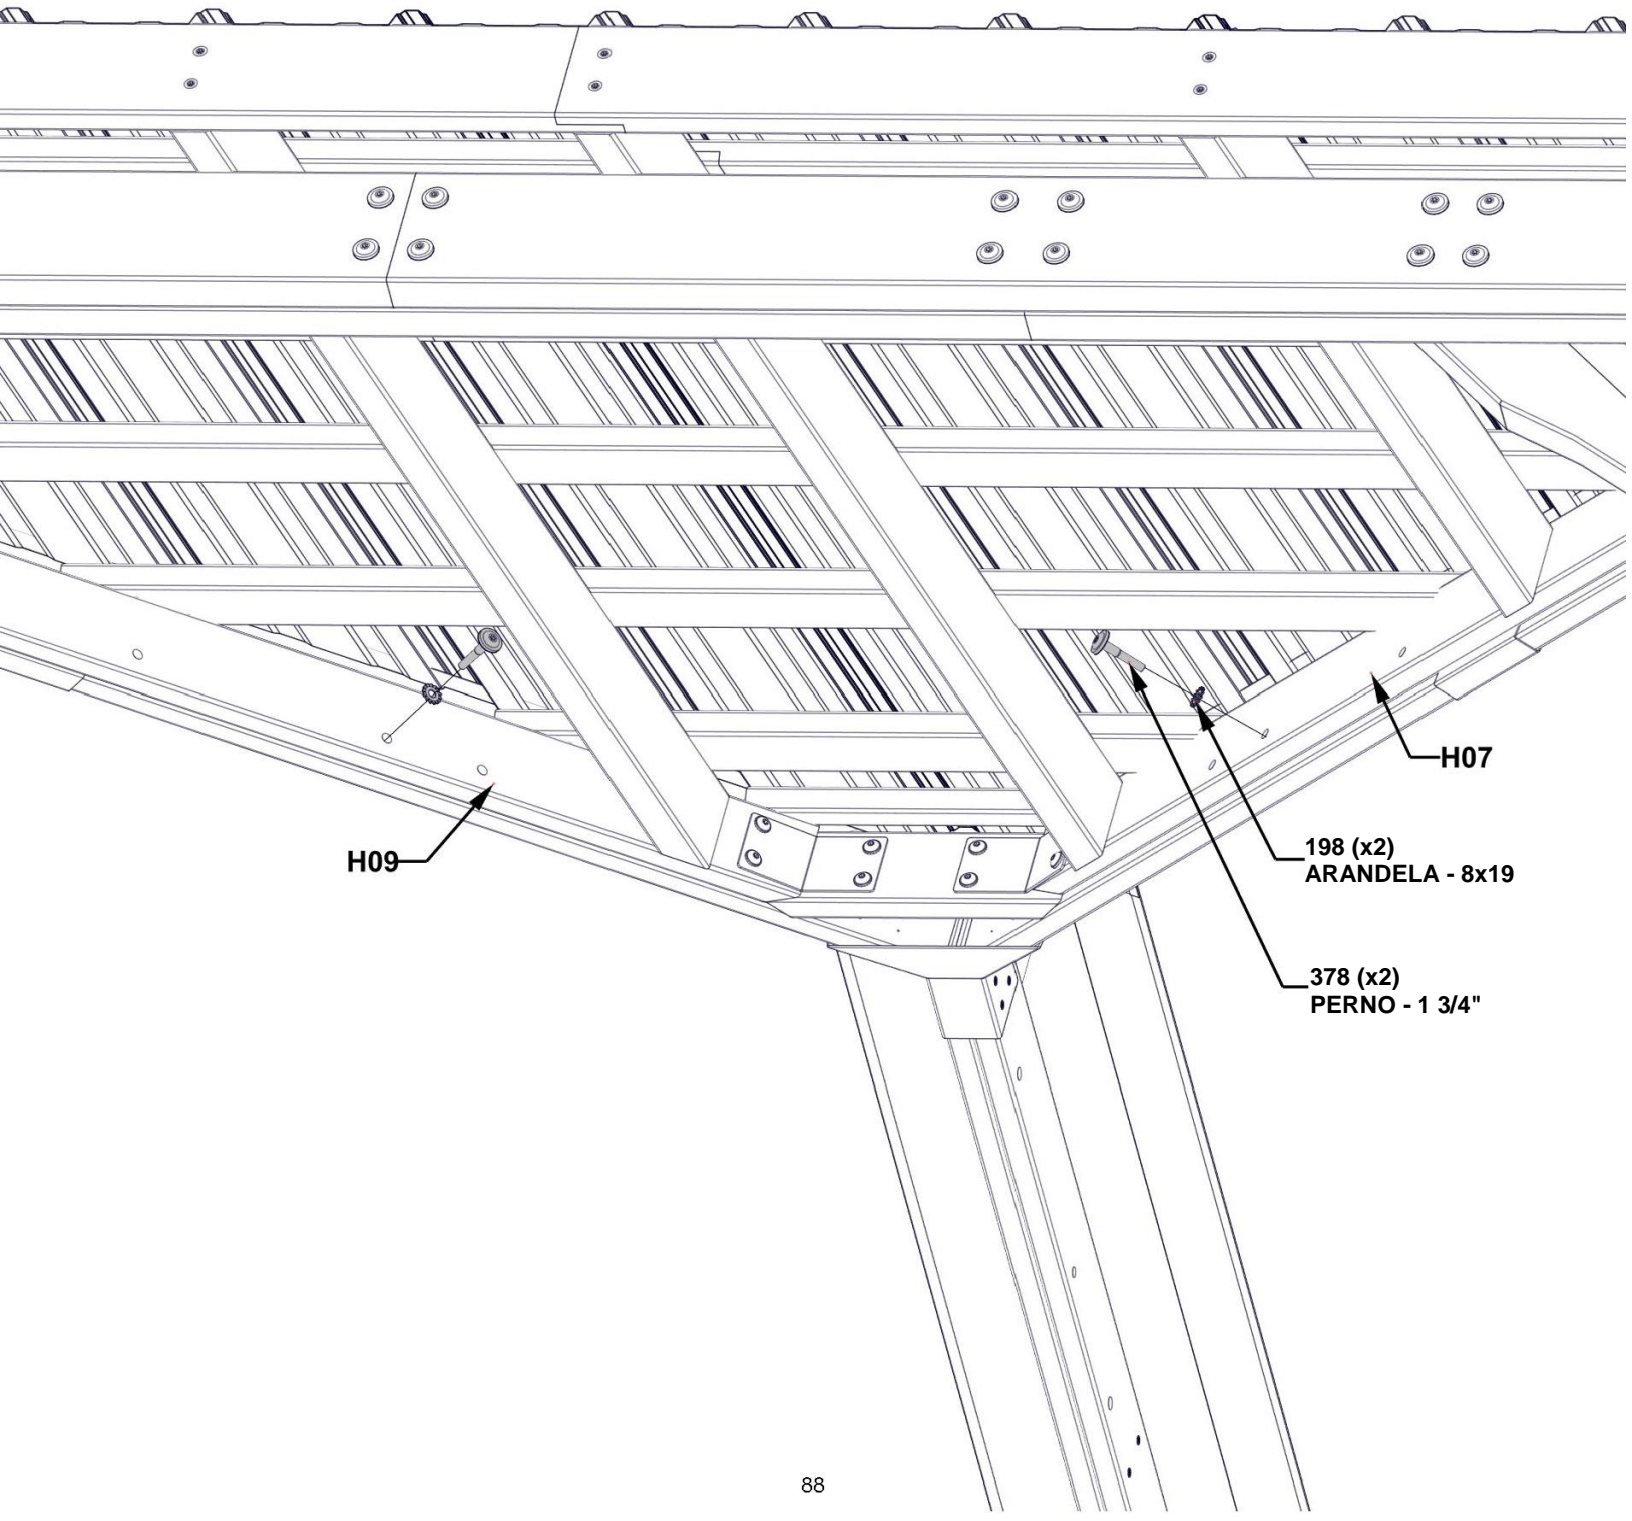 H07
H09
198 (x2)
ARANDELA - 8x19
378 (x2)
PERNO - 1 3/4"
88